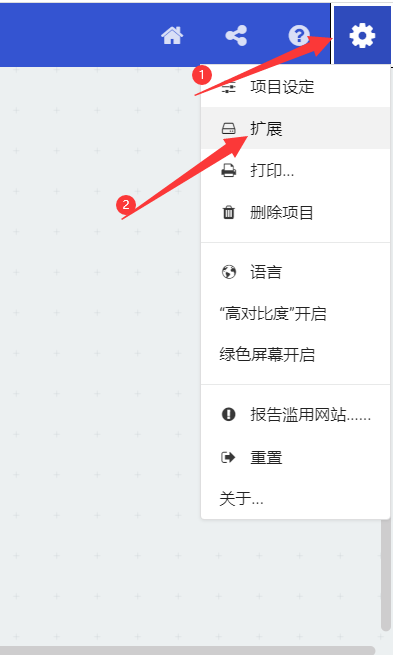 1
项目设定
扩展
打印...
2
删除项目
语言
“高对比度”开启
绿色屏幕开启
报告滥用网站......
重置
关于...